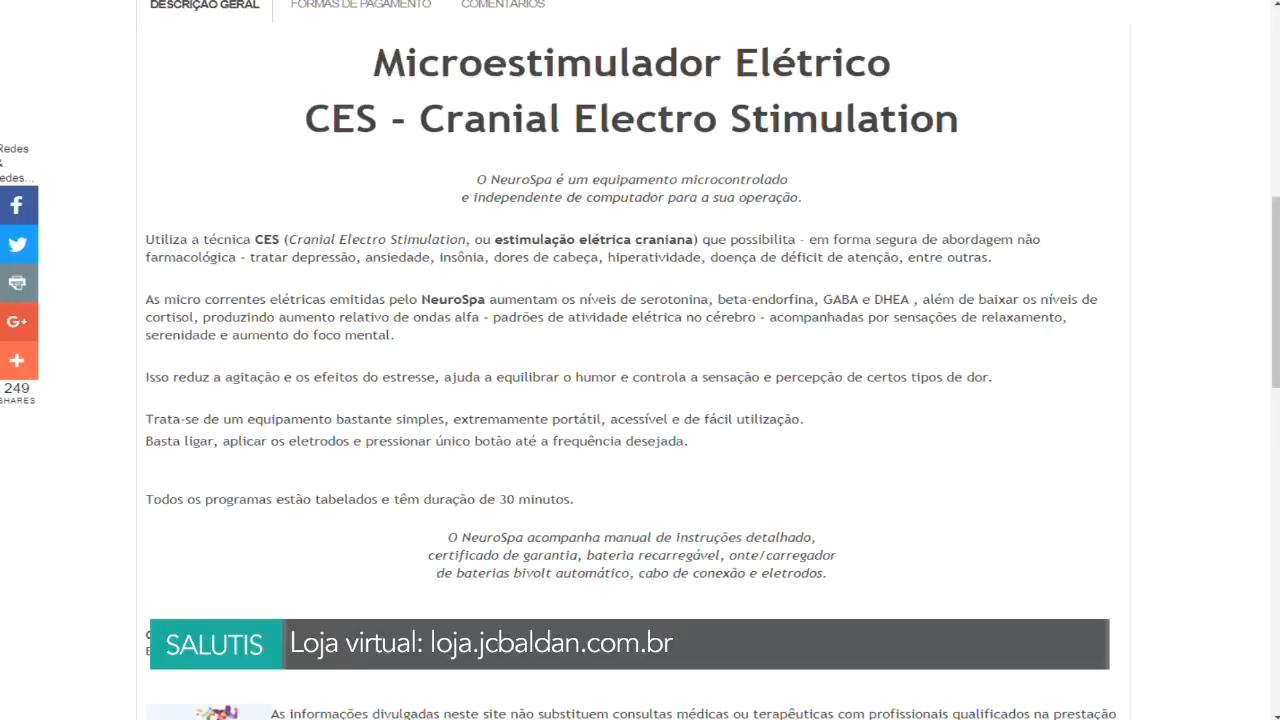 DESCRIÇÃO GERAL
FORMAS DE PAGAMENTO
COMENTÁRIOS
Microestimulador Elétrico
CES - Cranial Electro Stimulation
O NeuroSpa é um equipamento microcontrolado
e independente de computador para a sua operação.
Utiliza a técnica CES (Cranial Electro Stimulation, ou estimulação elétrica craniana) que possibilita - em forma segura de abordagem não
farmacológica - tratar depressão, ansiedade, insônia, dores de cabeça, hiperatividade, doença de déficit de atenção, entre outras.
As micro correntes elétricas emitidas pelo NeuroSpa aumentam os níveis de serotonina, beta-endorfina, GABA e DHEA , além de baixar os níveis de
cortisol, produzindo aumento relativo de ondas alfa - padrões de atividade elétrica no cérebro - acompanhadas por sensações de relaxamento,
serenidade e aumento do foco mental.
Isso reduz a agitação e os efeitos do estresse, ajuda a equilibrar o humor e controla a sensação e percepção de certos tipos de dor.
Trata-se de um equipamento bastante simples, extremamente portátil, acessível e de fácil utilização.
Basta ligar, aplicar os eletrodos e pressionar único botão até a frequência desejada.
Todos os programas estão tabelados e têm duração de 30 minutos.
O NeuroSpa acompanha manual de instruções detalhado,
certificado de garantia, bateria recarregável, onte/carregador
de baterias bivolt automático, cabo de conexão e eletrodos.
Redes
&
edes...
f
G+
249
SHARES
SALUTIS Loja virtual: loja.jcbaldan.com.br
As informações divulgadas neste site não substituem consultas médicas ou terapêuticas com profissionais qualificados na prestação